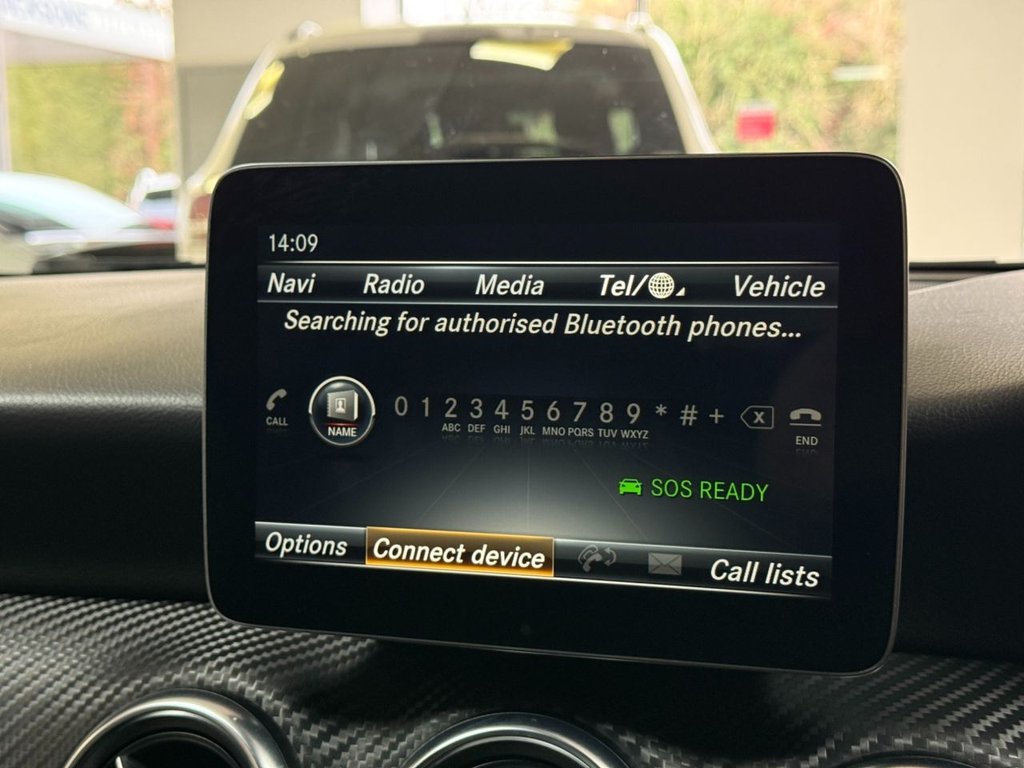 14:09
Navi Radio Media Tel/ Vehicle
Searching for authorised Bluetooth phones...
CALL NAME 0 1 2 3 4 5 6 7 8 9 * # + X END
ABC DEF GHI JKL MNO PQRS TUV WXYZ
SOS READY
Options Connect device Call lists